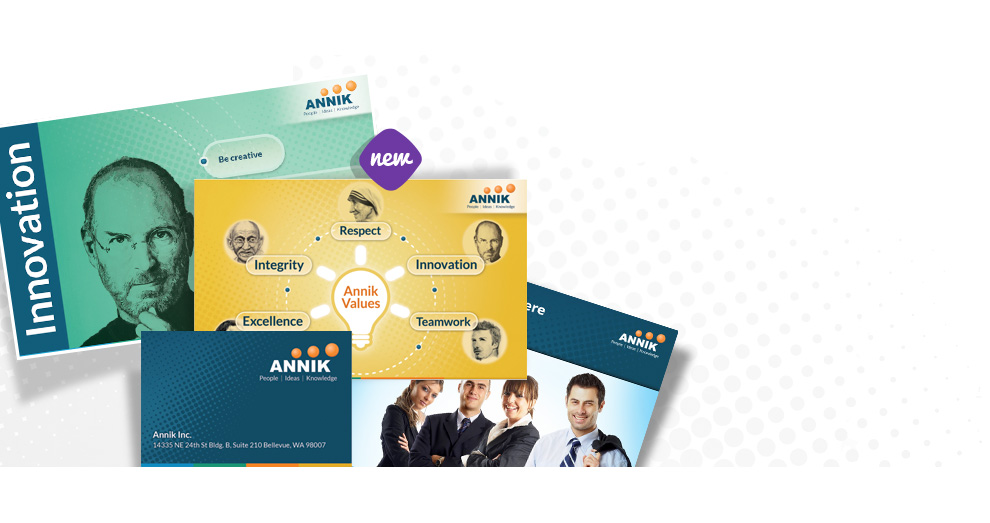 Innovation
ANNIK
People | Ideas | Knowledge
Be creative
new
ANNIK
People | Ideas | Knowledge
Respect
Integrity
Innovation
Annik
Values
Excellence
Teamwork
ere
ANNIK
People | Ideas | Knowledge
ANNIK
People | Ideas | Knowledge
Annik Inc.
14335 NE 24th St Bldg. B, Suite 210 Bellevue, WA 98007